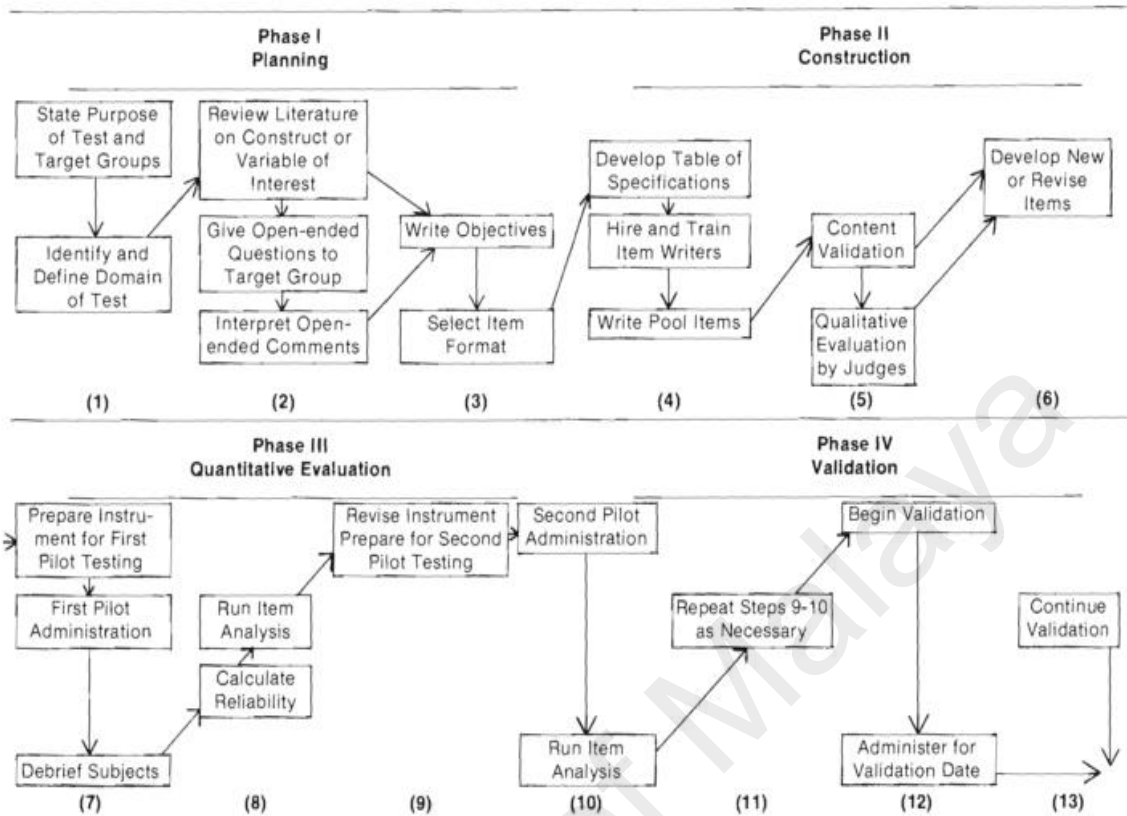 Phase I
Planning
Phase II
Construction
State Purpose
of Test and
Target Groups
Identify and
Define Domain
of Test
Review Literature
on Construct or
Variable of
Interest
Give Open-ended
Questions to
Target Group
Interpret Open-
ended Comments
Write Objectives
Select Item
Format
Develop Table of
Specifications
Hire and Train
Item Writers
Write Pool Items
Content
Validation
Qualitative
Evaluation
by Judges
Develop New
or Revise
Items
(1)
(2)
(3)
(4)
(5)
(6)
Phase III
Quantitative Evaluation
Phase IV
Validation
Prepare Instru-
ment for First
Pilot Testing
First Pilot
Administration
Debrief Subjects
Run Item
Analysis
Calculate
Reliability
Revise Instrument
Prepare for Second
Pilot Testing
Second Pilot
Administration
Run Item
Analysis
Repeat Steps 9-10
as Necessary
Begin Validation
Administer for
Validation Date
Continue
Validation
(7)
(8)
(9)
(10)
(11)
(12)
(13)
of Malaya